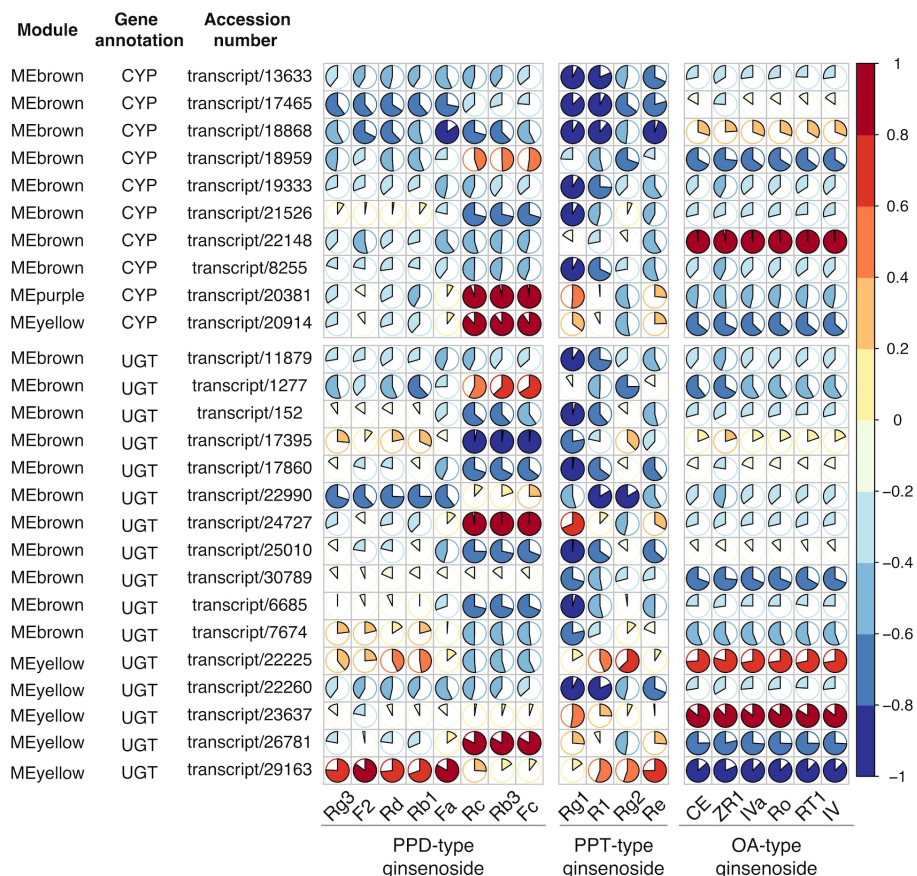 Module Gene annotation Accession number
MEbrown CYP transcript/13633
MEbrown CYP transcript/17465
MEbrown CYP transcript/18868
MEbrown CYP transcript/18959
MEbrown CYP transcript/19333
MEbrown CYP transcript/21526
MEbrown CYP transcript/22148
MEbrown CYP transcript/8255
MEpurple CYP transcript/20381
MEyellow CYP transcript/20914
MEbrown UGT transcript/11879
MEbrown UGT transcript/1277
MEbrown UGT transcript/152
MEbrown UGT transcript/17395
MEbrown UGT transcript/17860
MEbrown UGT transcript/22990
MEbrown UGT transcript/24727
MEbrown UGT transcript/25010
MEbrown UGT transcript/30789
MEbrown UGT transcript/6685
MEbrown UGT transcript/7674
MEyellow UGT transcript/22225
MEyellow UGT transcript/22260
MEyellow UGT transcript/23637
MEyellow UGT transcript/26781
MEyellow UGT transcript/29163
Rg3 F2 Rd Rb1 Fa Rc Rb3 Fc Rg1 R1 Rg2 Re CE ZR1 IVa Ro RT1 IV
PPD-type ginsenoside
PPT-type ginsenoside
OA-type ginsenoside
1
0.8
0.6
0.4
0.2
0
−0.2
−0.4
−0.6
−0.8
−1